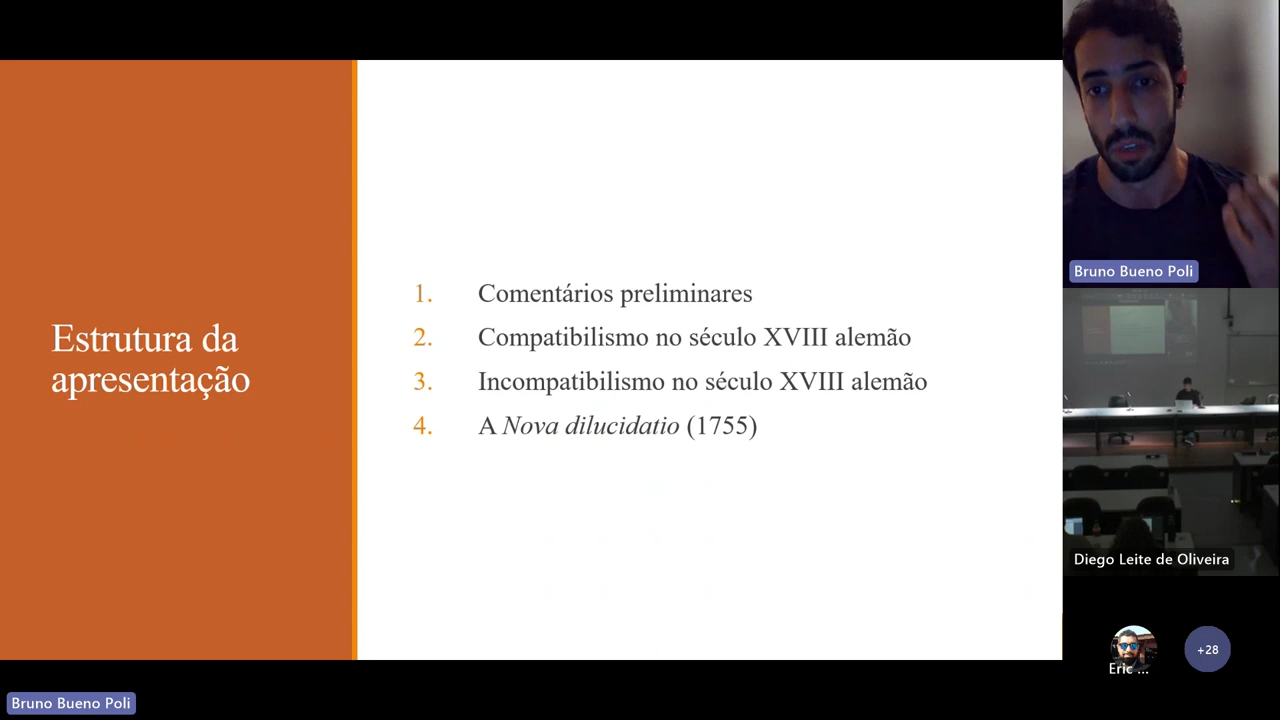 Estrutura da
apresentação
1. Comentários preliminares
2. Compatibilismo no século XVIII alemão
3. Incompatibilismo no século XVIII alemão
4. A Nova dilucidatio (1755)
Bruno Bueno Poli
Diego Leite de Oliveira
Eric ...
+28
Bruno Bueno Poli